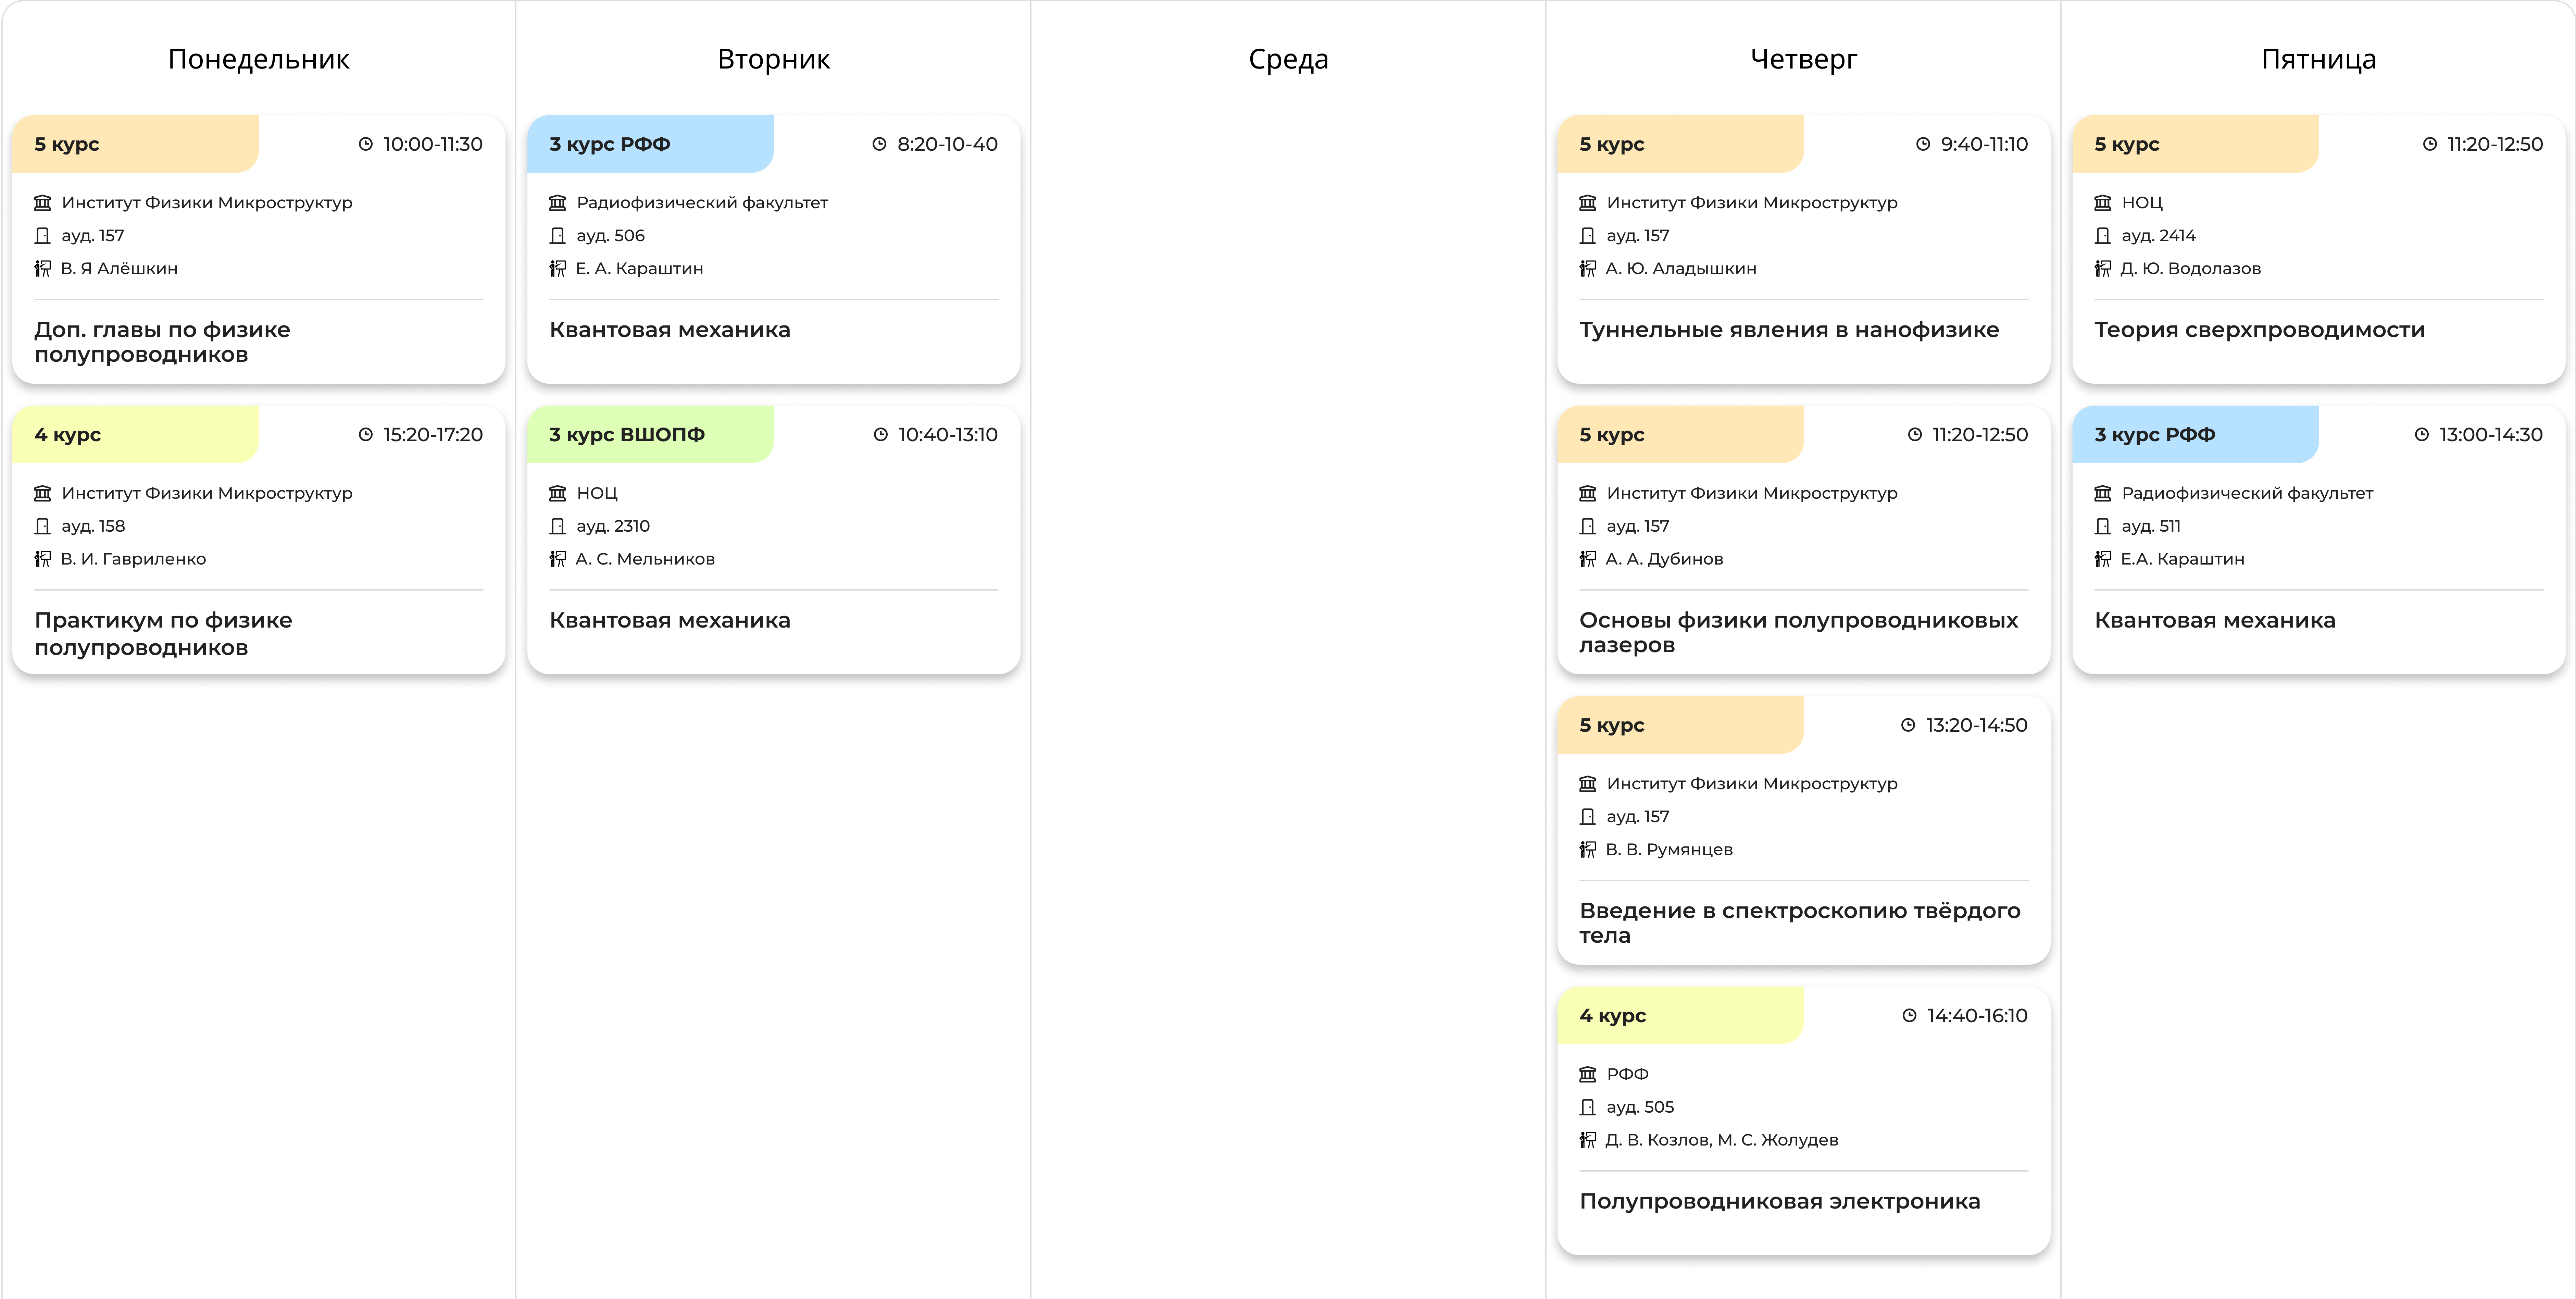 Понедельник
5 курс
10:00-11:30
Институт Физики Микроструктур
ауд. 157
В. Я Алёшкин
Доп. главы по физике
полупроводников
4 курс
15:20-17:20
Институт Физики Микроструктур
ауд. 158
В. И. Гавриленко
Практикум по физике
полупроводников
Вторник
3 курс РФФ
8:20-10-40
Радиофизический факультет
ауд. 506
Е. А. Караштин
Квантовая механика
3 курс ВШОПФ
10:40-13:10
НОЦ
ауд. 2310
А. С. Мельников
Квантовая механика
Среда
Четверг
5 курс
9:40-11:10
Институт Физики Микроструктур
ауд. 157
А. Ю. Аладышкин
Туннельные явления в нанофизике
5 курс
11:20-12:50
Институт Физики Микроструктур
ауд. 157
А. А. Дубинов
Основы физики полупроводниковых
лазеров
5 курс
13:20-14:50
Институт Физики Микроструктур
ауд. 157
В. В. Румянцев
Введение в спектроскопию твёрдого
тела
4 курс
14:40-16:10
РФФ
ауд. 505
Д. В. Козлов, М. С. Жолудев
Полупроводниковая электроника
Пятница
5 курс
11:20-12:50
НОЦ
ауд. 2414
Д. Ю. Водолазов
Теория сверхпроводимости
3 курс РФФ
13:00-14:30
Радиофизический факультет
ауд. 511
Е.А. Караштин
Квантовая механика